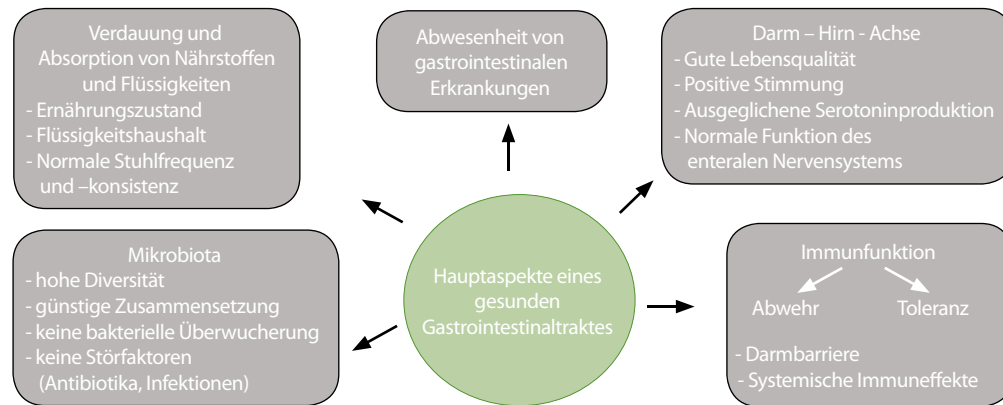 Verdauung und
Absorption von Nährstoffen
und Flüssigkeiten
- Ernährungszustand
- Flüssigkeitshaushalt
- Normale Stuhlfrequenz
und –konsistenz
Abwesenheit von
gastrointestinalen
Erkrankungen
Darm – Hirn - Achse
- Gute Lebensqualität
- Positive Stimmung
- Ausgeglichene Serotoninproduktion
- Normale Funktion des
enteralen Nervensystems
Mikrobiota
- hohe Diversität
- günstige Zusammensetzung
- keine bakterielle Überwucherung
- keine Störfaktoren
(Antibiotika, Infektionen)
Hauptaspekte eines
gesunden
Gastrointestinaltraktes
Immunfunktion
Abwehr Toleranz
- Darmbarriere
- Systemische Immuneffekte